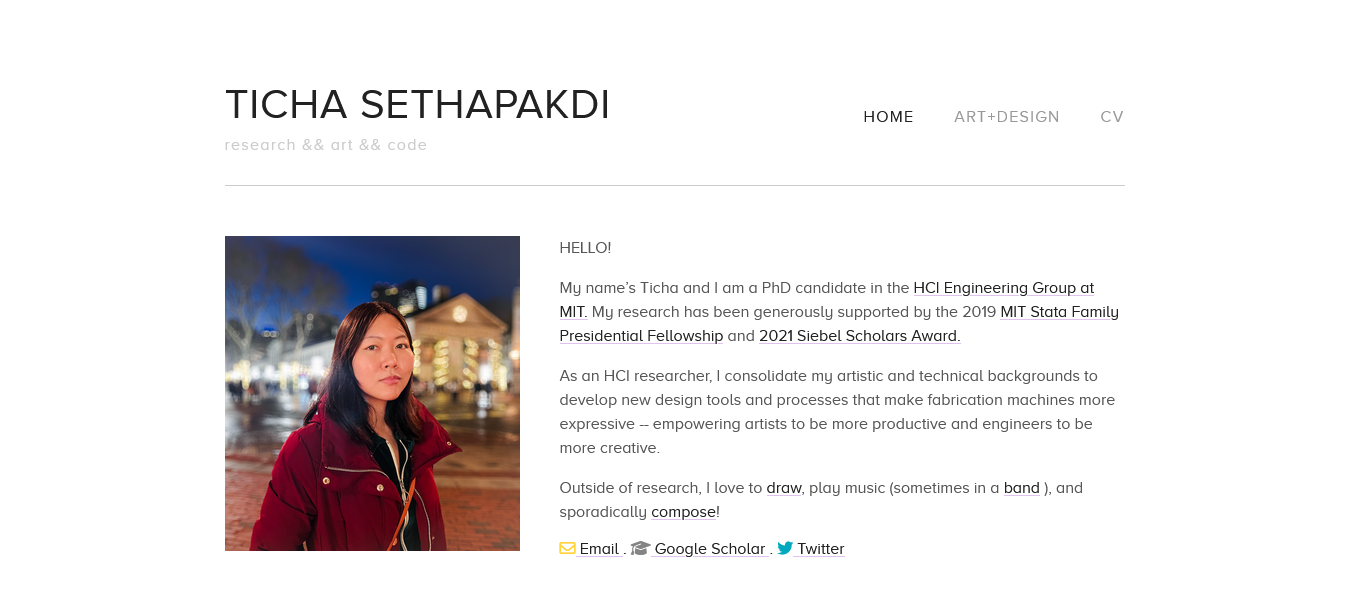 TICHA SETHAPAKDI
research && art && code
HOME
ART+DESIGN
CV
HELLO!
My name’s Ticha and I am a PhD candidate in the HCI Engineering Group at
MIT. My research has been generously supported by the 2019 MIT Stata Family
Presidential Fellowship and 2021 Siebel Scholars Award.
As an HCI researcher, I consolidate my artistic and technical backgrounds to
develop new design tools and processes that make fabrication machines more
expressive -- empowering artists to be more productive and engineers to be
more creative.
Outside of research, I love to draw, play music (sometimes in a band ), and
sporadically compose!
Email . Google Scholar . Twitter